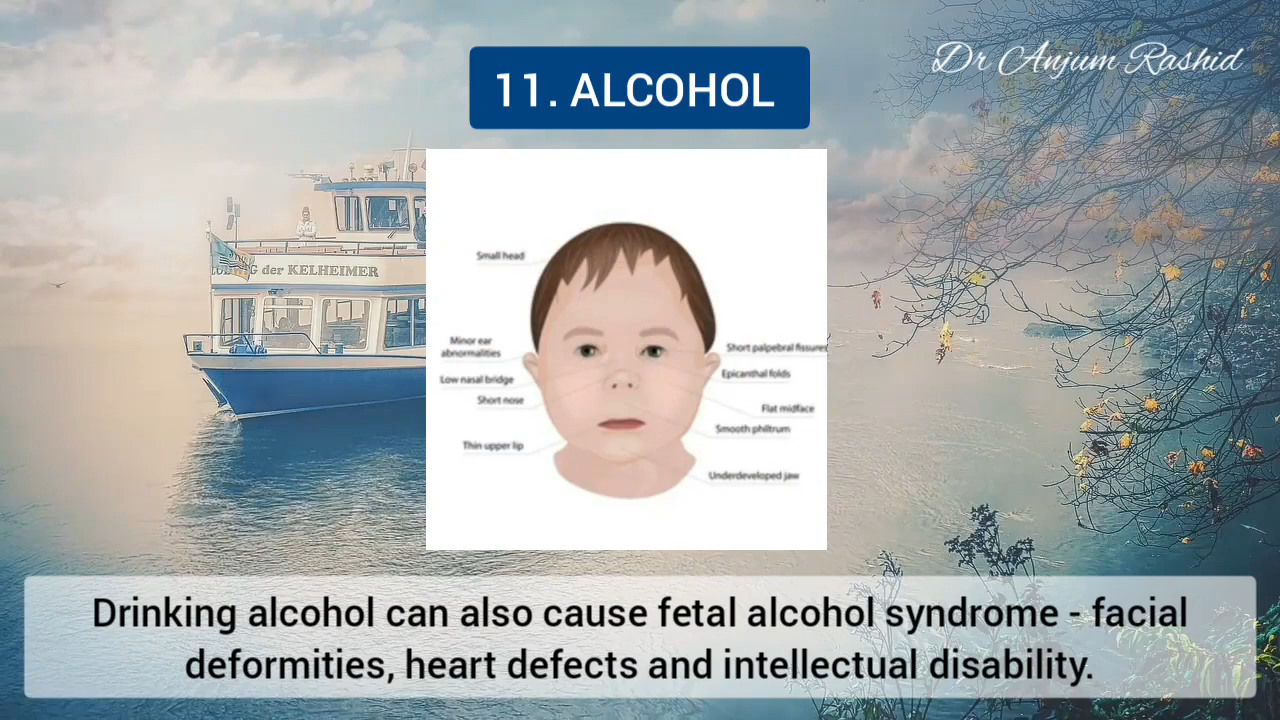 11. ALCOHOL
Dr Anjum Rashid
der KELHEIMER
Small head
Minor ear
abnormalities
Short palpebral fissures
Low nasal bridge
Epicanthal folds
Short nose
Flat midface
Smooth philtrum
Thin upper lip
Underdeveloped jaw
Drinking alcohol can also cause fetal alcohol syndrome - facial
deformities, heart defects and intellectual disability.